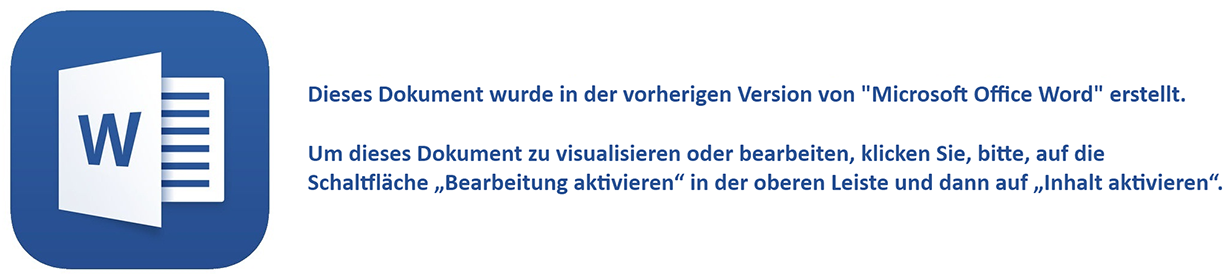 W
Dieses Dokument wurde in der vorherigen Version von "Microsoft Office Word" erstellt.
Um dieses Dokument zu visualisieren oder bearbeiten, klicken Sie, bitte, auf die
Schaltfläche „Bearbeitung aktivieren“ in der oberen Leiste und dann auf „Inhalt aktivieren“.